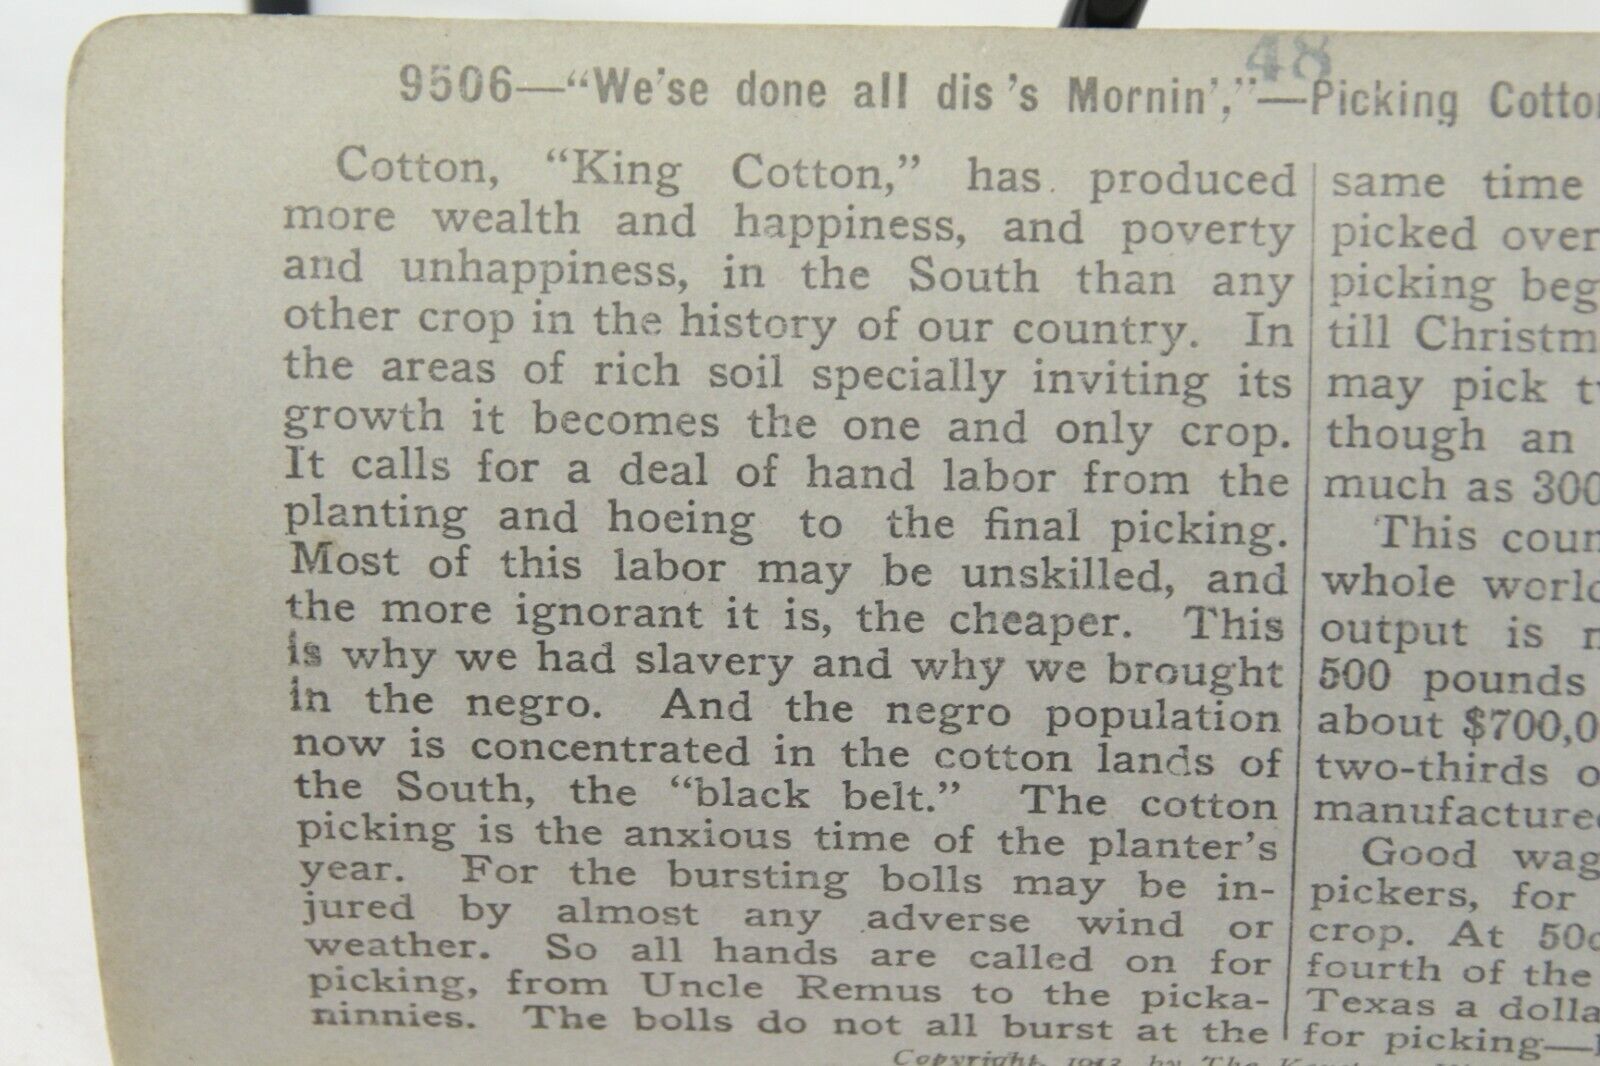 48
9506—"We'se done all dis 's Mornin',"—Picking Cotton
Cotton, "King Cotton," has produced
more wealth and happiness, and poverty
and unhappiness, in the South than any
other crop in the history of our country. In
the areas of rich soil specially inviting its
growth it becomes the one and only crop.
It calls for a deal of hand labor from the
planting and hoeing to the final picking.
Most of this labor may be unskilled, and
the more ignorant it is, the cheaper. This
is why we had slavery and why we brought
in the negro. And the negro population
now is concentrated in the cotton lands of
the South, the "black belt." The cotton
picking is the anxious time of the planter's
year. For the bursting bolls may be in-
jured by almost any adverse wind or
weather. So all hands are called on for
picking, from Uncle Remus to the picka-
ninnies. The bolls do not all burst at the
same time
picked over
picking beg
till Christm
may pick
though an
much as 300
This coun
whole world
output is
500 pounds
about $700,0
two-thirds o
manufacture
Good wag
pickers, for
crop. At 50c
fourth of the
Texas a dolla
for picking—
Copyright, 1913, by The